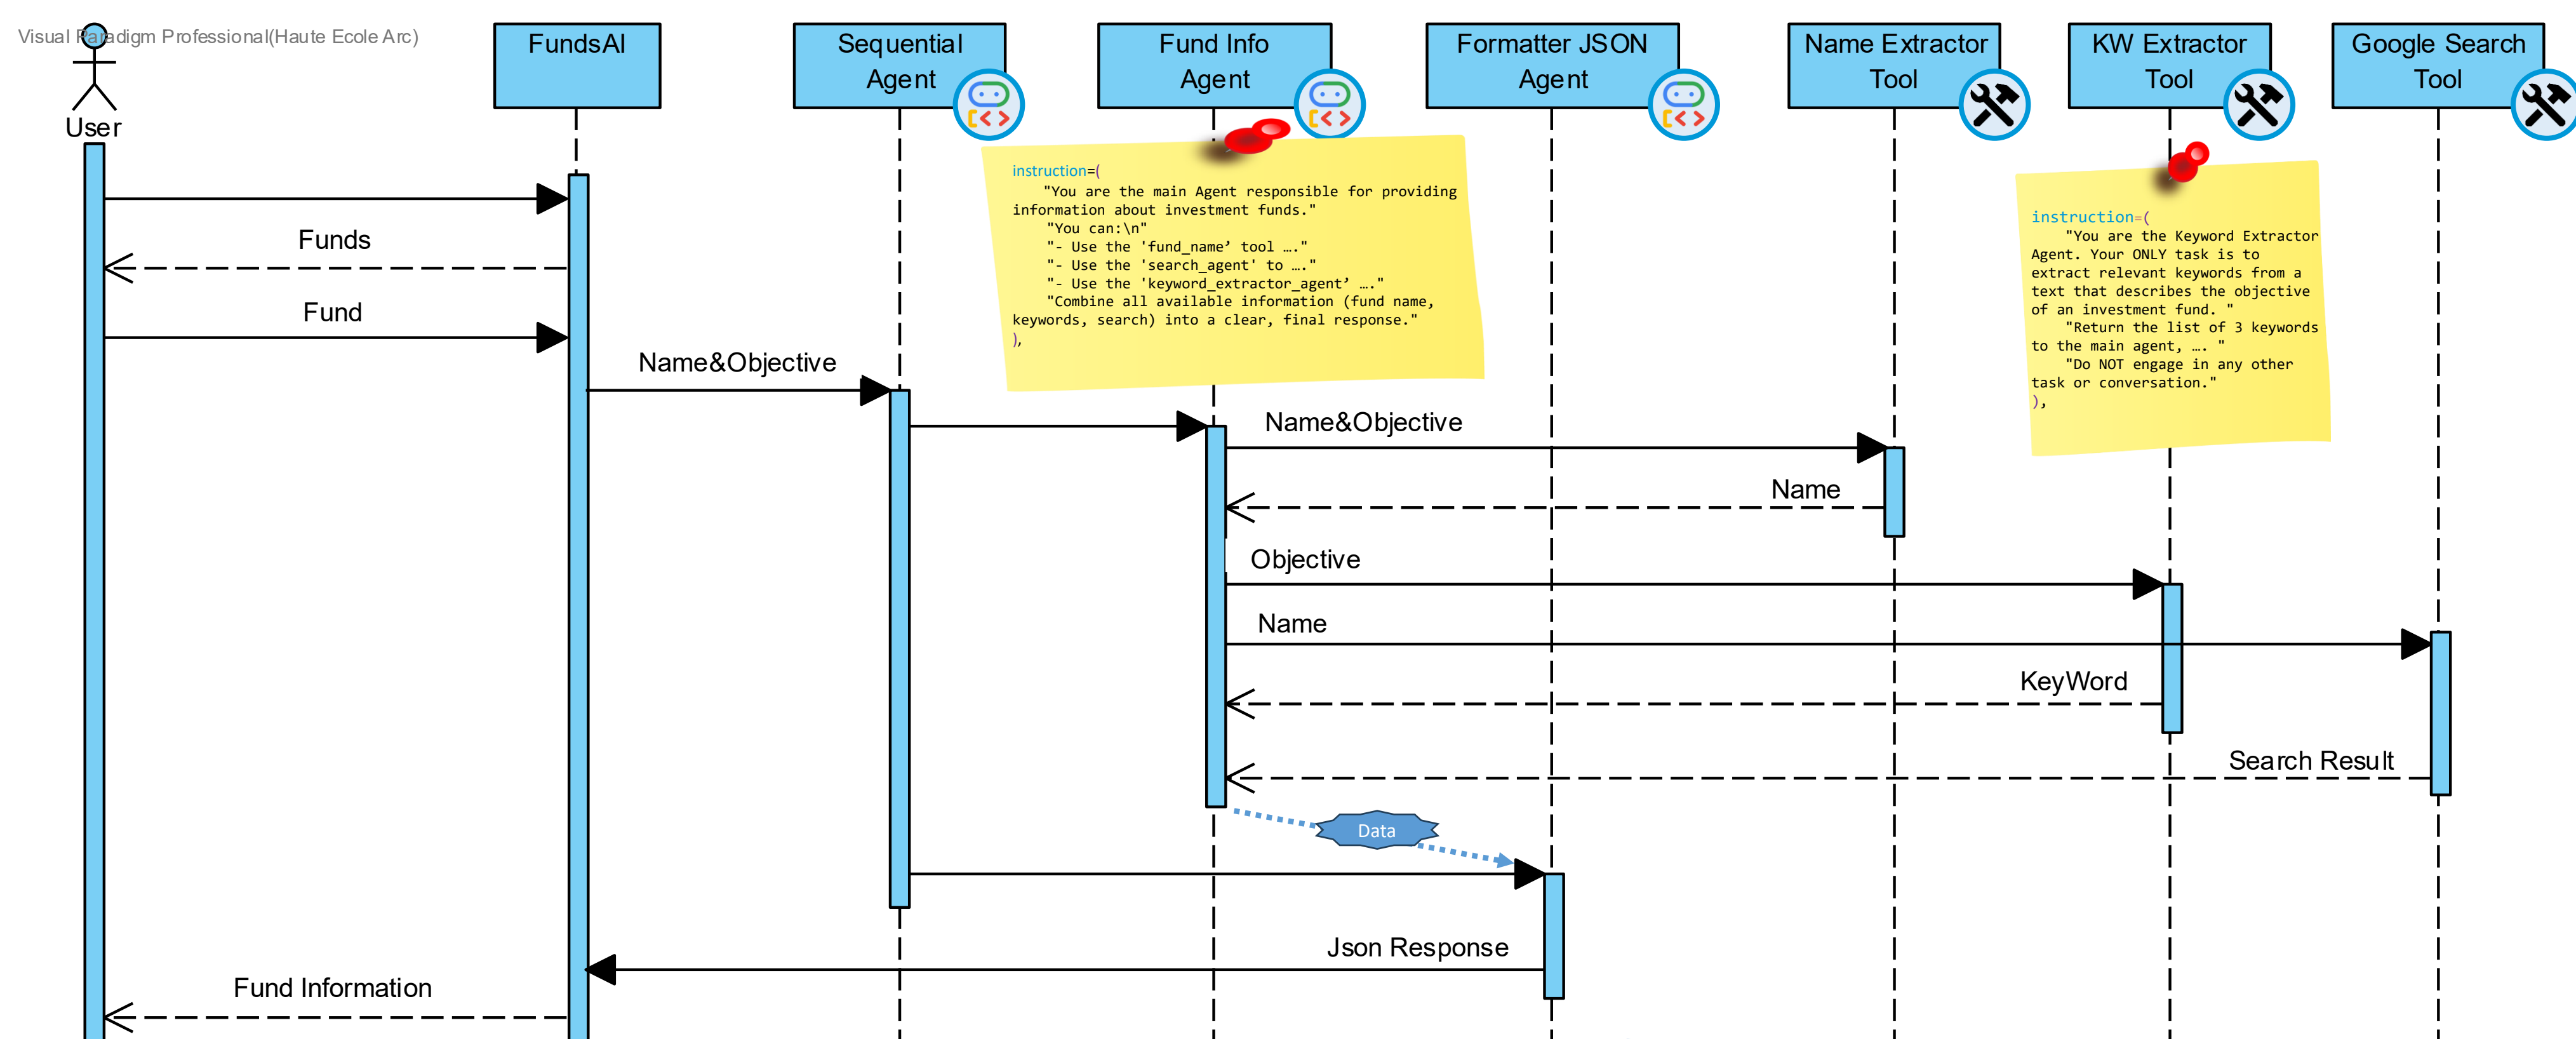 Visual Paradigm Professional(Haute Ecole Arc)
User
FundsAI
Sequential
Agent
Fund Info
Agent
Formatter JSON
Agent
Name Extractor
Tool
KW Extractor
Tool
Google Search
Tool
instruction=(
"You are the main Agent responsible for providing
information about investment funds."
"You can:\n"
"- Use the 'fund_name’ tool …."
"- Use the 'search_agent' to …."
"- Use the 'keyword_extractor_agent’ …."
"Combine all available information (fund name,
keywords, search) into a clear, final response."
),
instruction=(
"You are the Keyword Extractor
Agent. Your ONLY task is to
extract relevant keywords from a
text that describes the objective
of an investment fund. "
"Return the list of 3 keywords
to the main agent, …. "
"Do NOT engage in any other
task or conversation."
),
Funds
Fund
Name&Objective
Name&Objective
Name
Objective
Name
KeyWord
Search Result
Data
Json Response
Fund Information